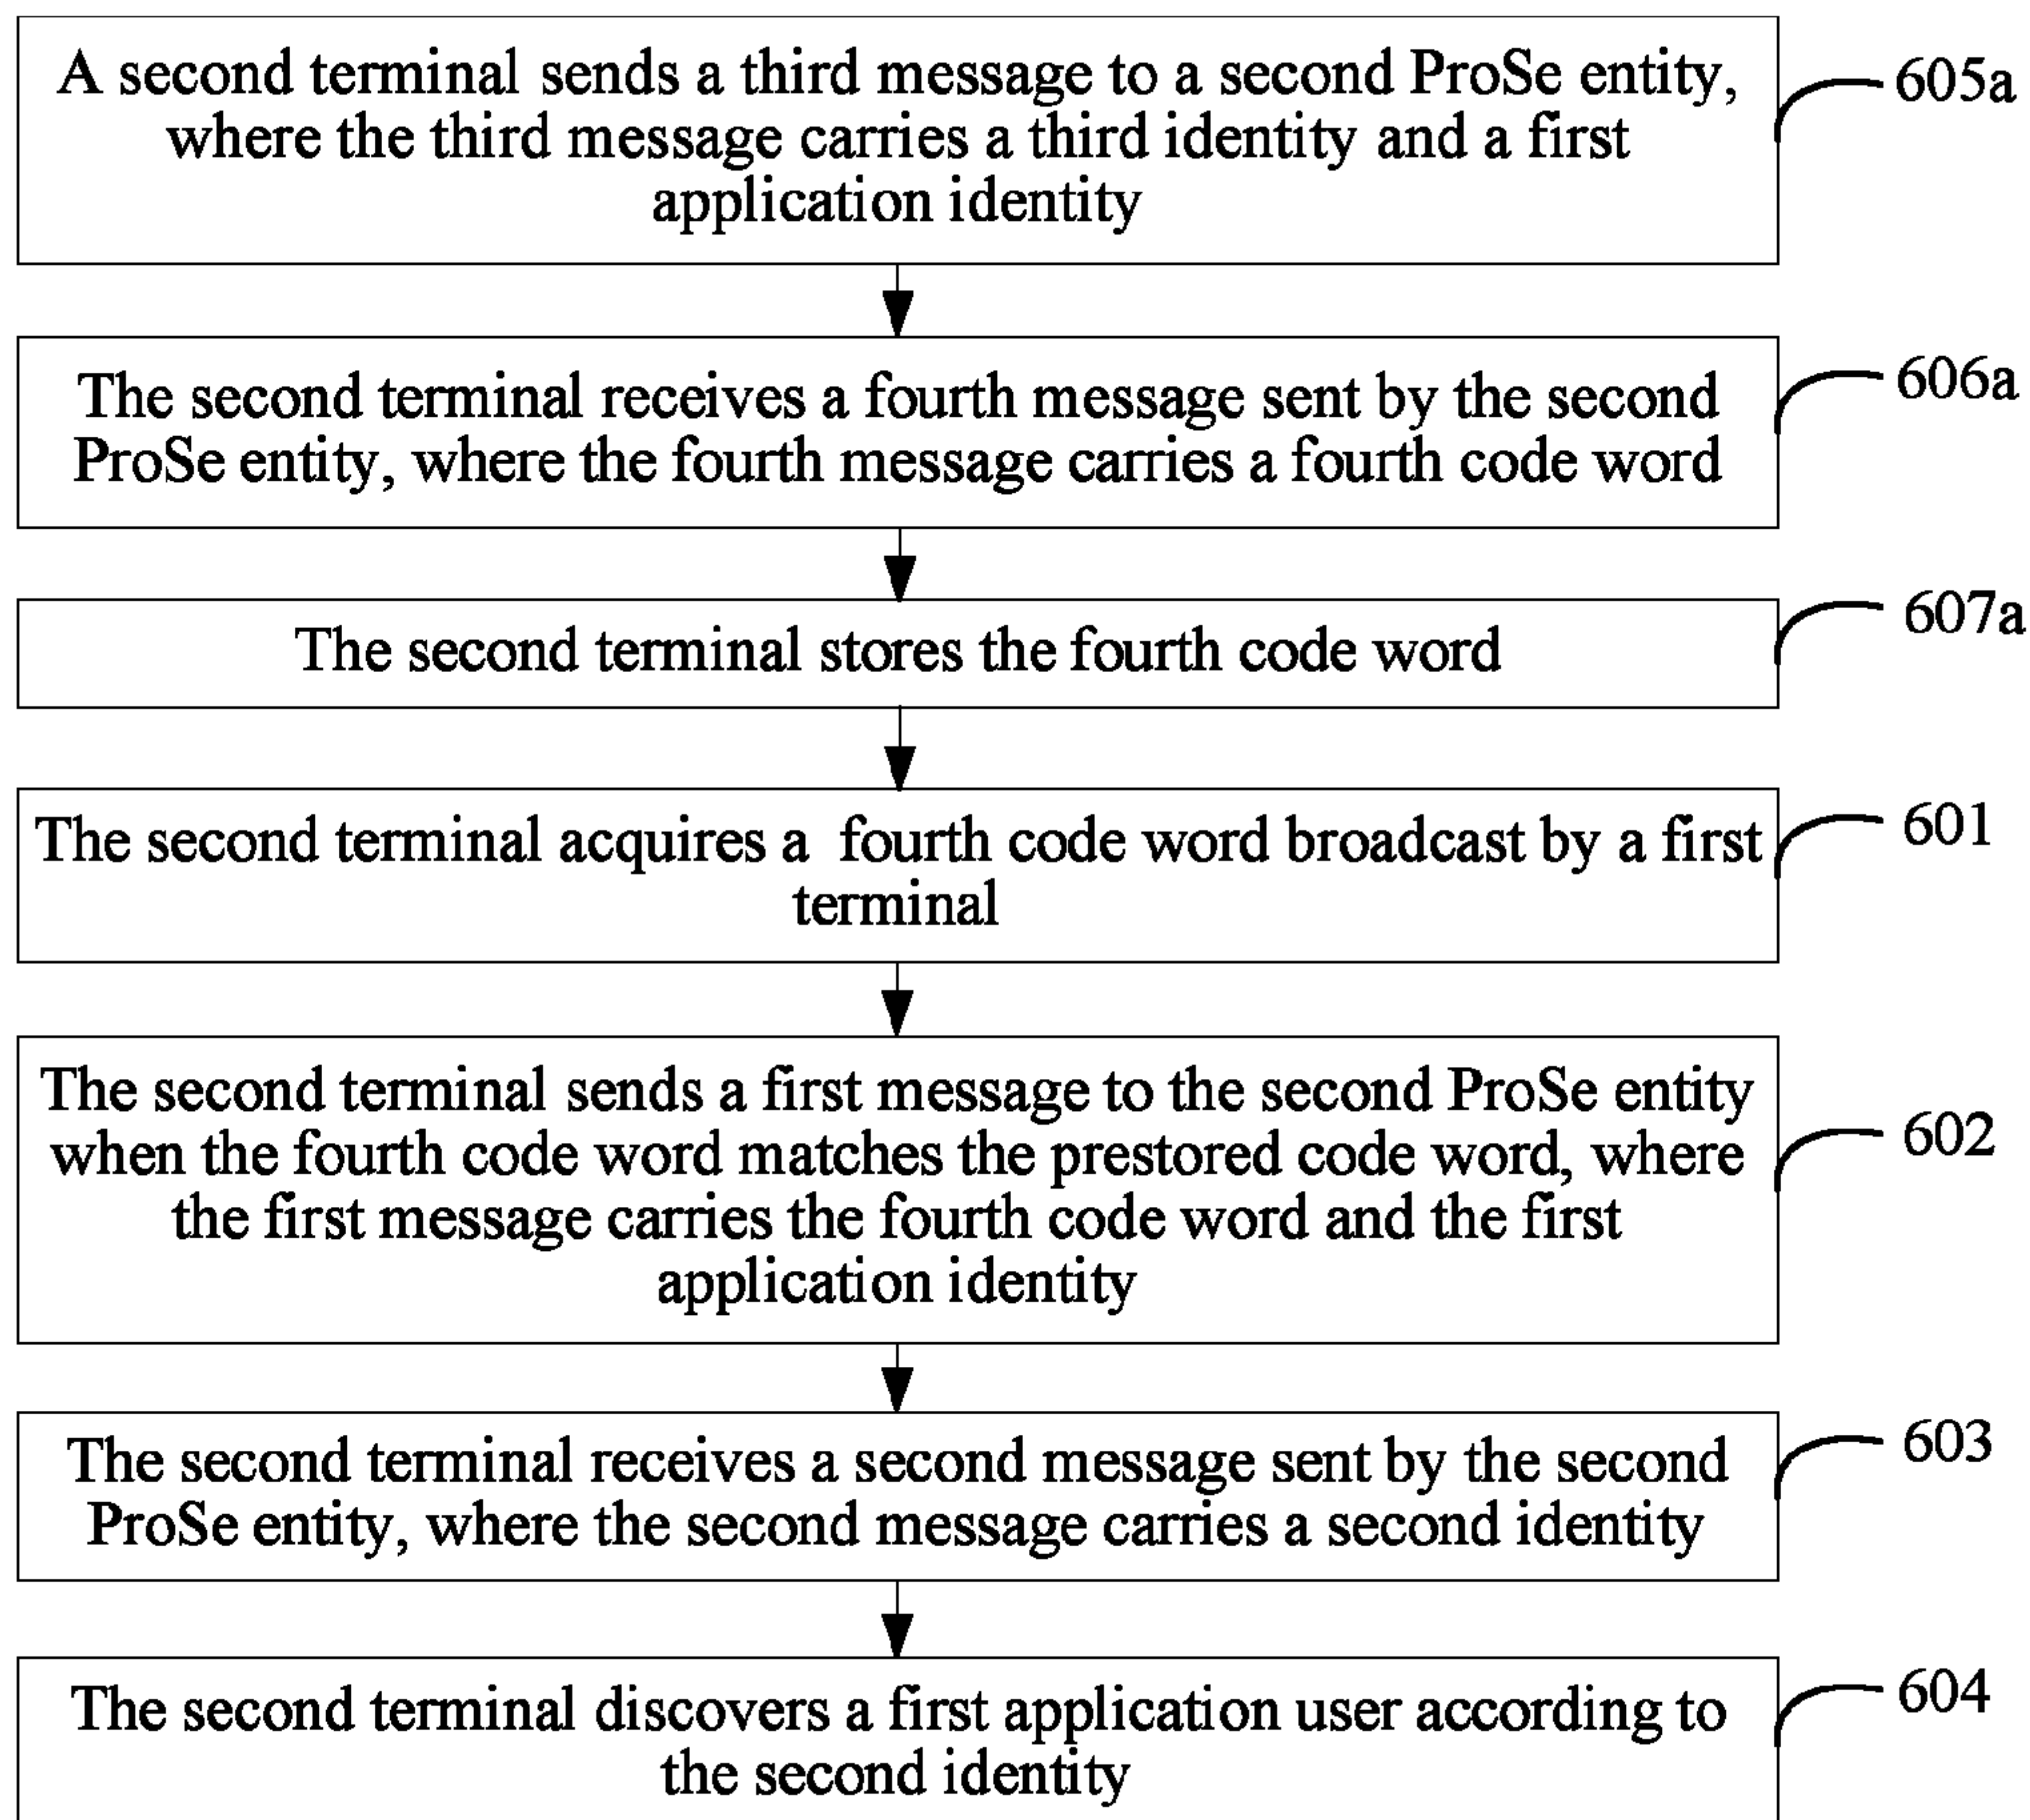 A second terminal sends a third message to a second ProSe entity,
where the third message carries a third identity and a first
application identity
605a
The second terminal receives a fourth message sent by the second
ProSe entity, where the fourth message carries a fourth code word
606a
The second terminal stores the fourth code word
607a
The second terminal acquires a fourth code word broadcast by a first
terminal
601
The second terminal sends a first message to the second ProSe entity
when the fourth code word matches the prestored code word, where
the first message carries the fourth code word and the first
application identity
602
The second terminal receives a second message sent by the second
ProSe entity, where the second message carries a second identity
603
The second terminal discovers a first application user according to
the second identity
604